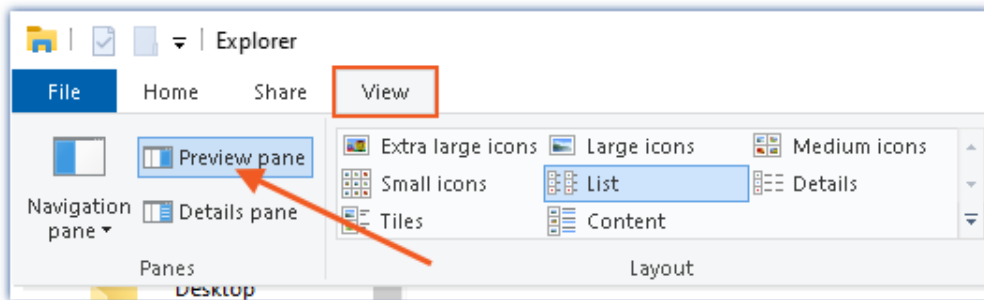 Explorer
File Home Share View
Preview pane
Details pane
Navigation
pane
Panes
Extra large icons Large icons Medium icons
Small icons List Details
Tiles Content
Layout
Desktop